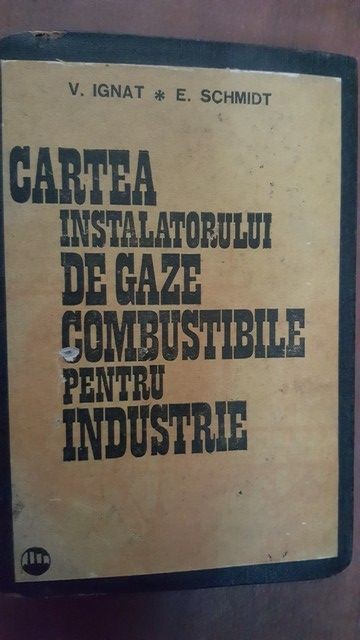 V. IGNAT * E. SCHMIDT
CARTEA
INSTALATORULUI
DE GAZE
COMBUSTIBILE
PENTRU
INDUSTRIE